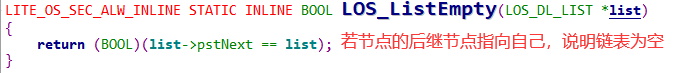 LITE_OS_SEC_ALW_INLINE STATIC INLINE BOOL LOS_ListEmpty(LOS_DL_LIST *list)
{
    return (BOOL)(list->pstNext == list); 若节点的后继节点指向自己，说明链表为空
}